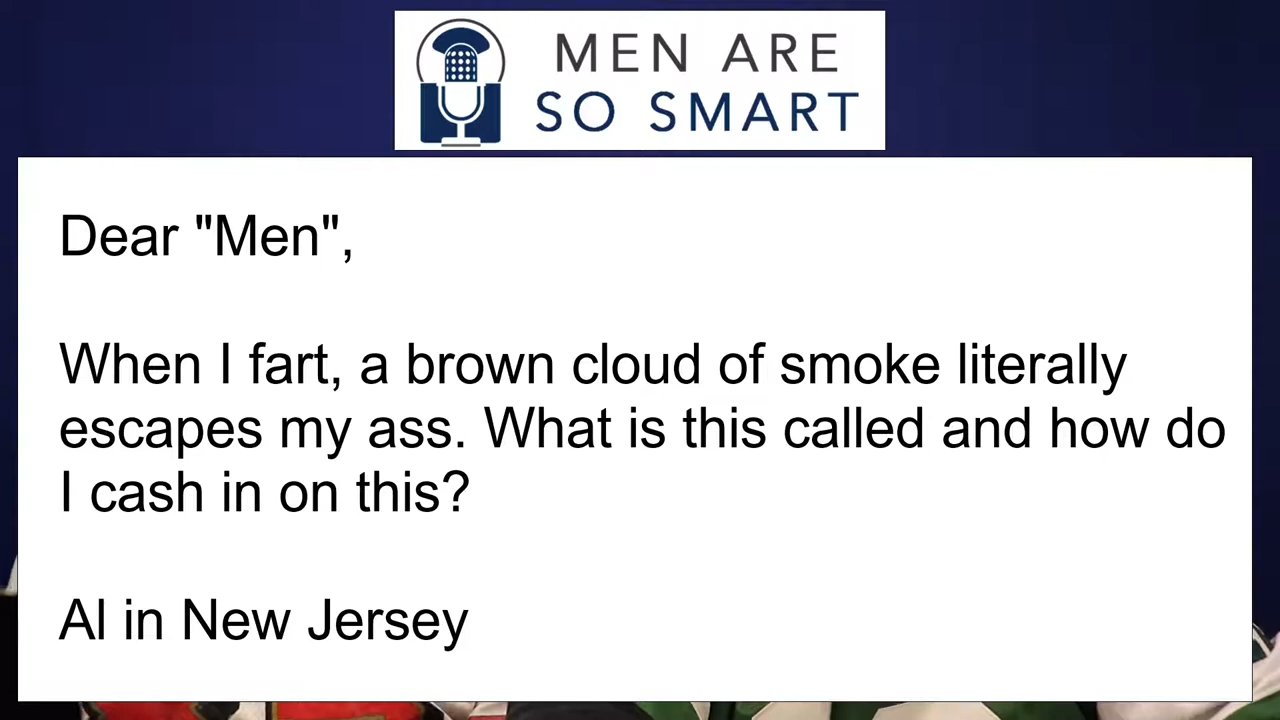 MEN ARE
SO SMART
Dear "Men",
When I fart, a brown cloud of smoke literally
escapes my ass. What is this called and how do
I cash in on this?
Al in New Jersey